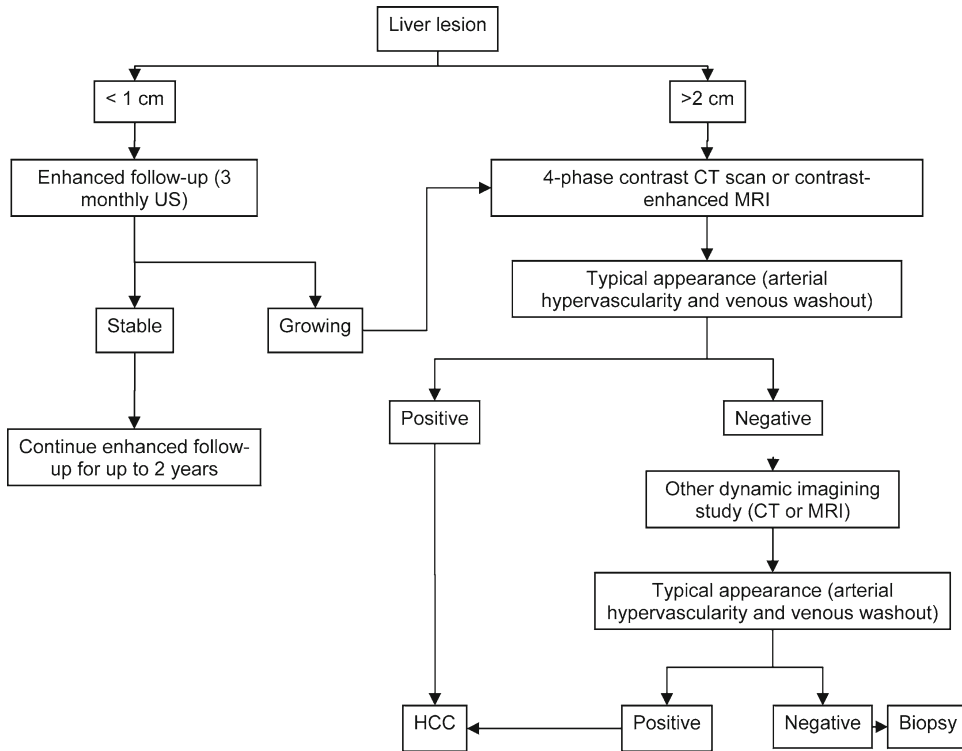 Liver lesion
< 1 cm
>2 cm
Enhanced follow-up (3
monthly US)
4-phase contrast CT scan or contrast-
enhanced MRI
Typical appearance (arterial
hypervascularity and venous washout)
Stable
Growing
Positive
Negative
Continue enhanced follow-
up for up to 2 years
Other dynamic imagining
study (CT or MRI)
Typical appearance (arterial
hypervascularity and venous washout)
HCC
Positive
Negative
Biopsy